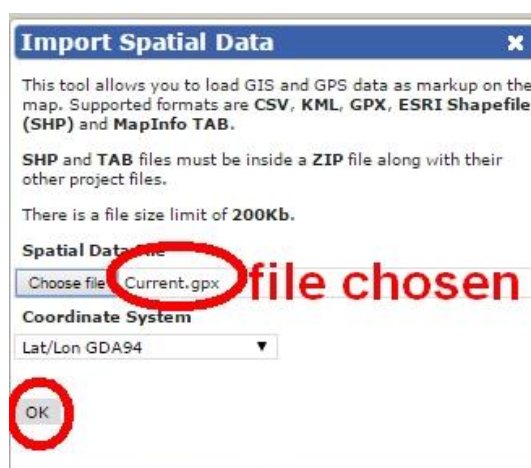 Import Spatial Data ×
This tool allows you to load GIS and GPS data as markup on the
map. Supported formats are CSV, KML, GPX, ESRI Shapefile
(SHP) and MapInfo TAB.
SHP and TAB files must be inside a ZIP file along with their
other project files.
There is a file size limit of 200Kb.
Spatial Data File
Choose file Current.gpx file chosen
Coordinate System
Lat/Lon GDA94
OK